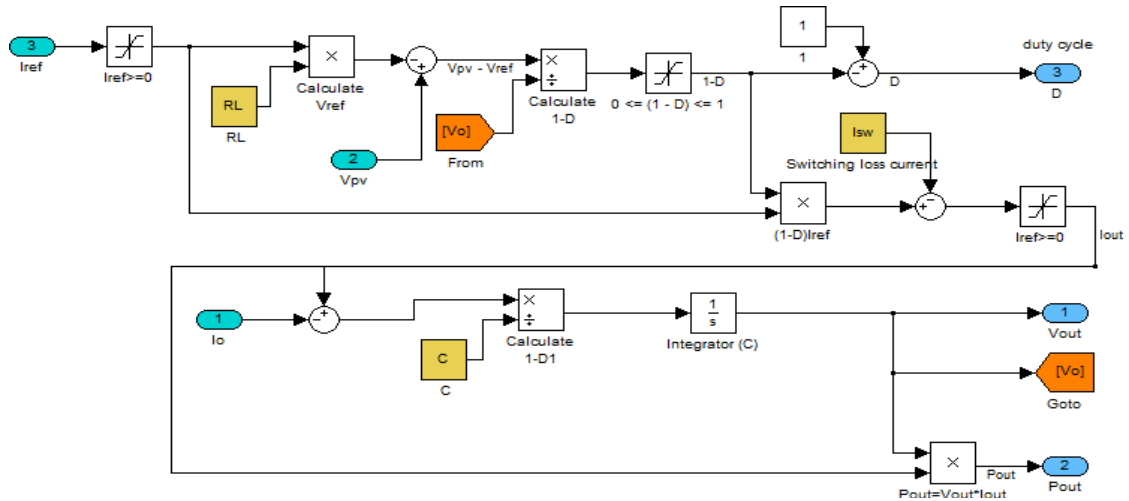 3
Iref
Iref>=0
×
Calculate
Vref
RL
RL
2
Vpv
Vpv - Vref
[Vo]
From
×
÷
Calculate
1-D
0 <= (1 - D) <= 1
1-D
1
1
duty cycle
D
3
D
Isw
Switching loss current
×
(1-D)Iref
Iref>=0
Iout
1
Io
C
C
×
÷
Calculate
1-D1
1
s
Integrator (C)
1
Vout
[Vo]
Goto
×
Pout=Vout*Iout
Pout
2
Pout